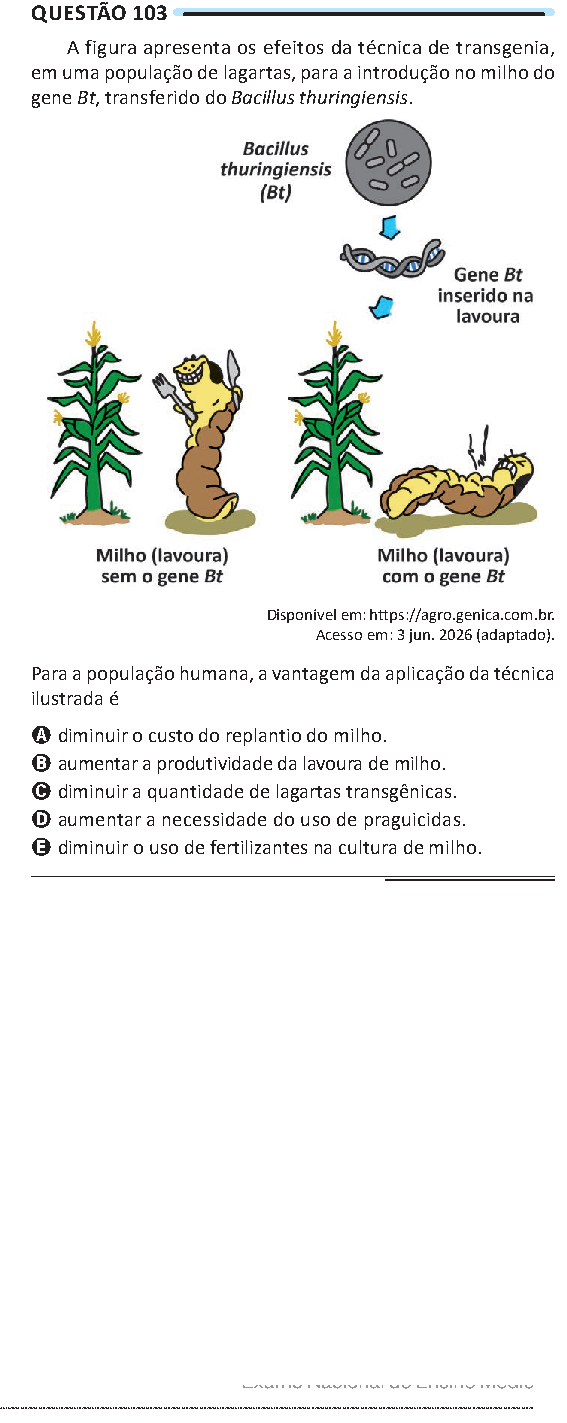 QUESTÃO 103
A figura apresenta os efeitos da técnica de transgenia,
em uma população de lagartas, para a introdução no milho do
gene Bt, transferido do Bacillus thuringiensis.
Bacillus
thuringiensis
(Bt)
Gene Bt
inserido na
lavoura
Milho (lavoura)
sem o gene Bt
Milho (lavoura)
com o gene Bt
Disponível em: https://agro.genica.com.br.
Acesso em: 3 jun. 2026 (adaptado).
Para a população humana, a vantagem da aplicação da técnica
ilustrada é
A diminuir o custo do replantio do milho.
B aumentar a produtividade da lavoura de milho.
C diminuir a quantidade de lagartas transgênicas.
D aumentar a necessidade do uso de praguicidas.
E diminuir o uso de fertilizantes na cultura de milho.
Exame Nacional do Ensino Médio